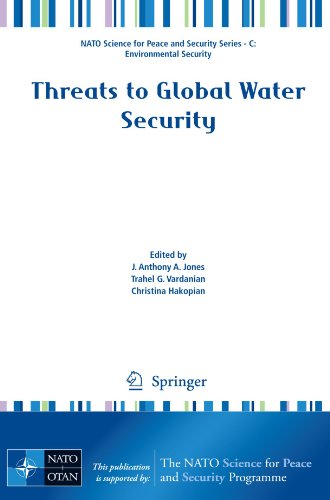 NATO Science for Peace and Security Series - C:
Environmental Security
Threats to Global Water
Security
Edited by
J. Anthony A. Jones
Trahel G. Vardanian
Christina Hakopian
Springer
NATO
OTAN
This publication
is supported by:
The NATO Science for Peace
and Security Programme